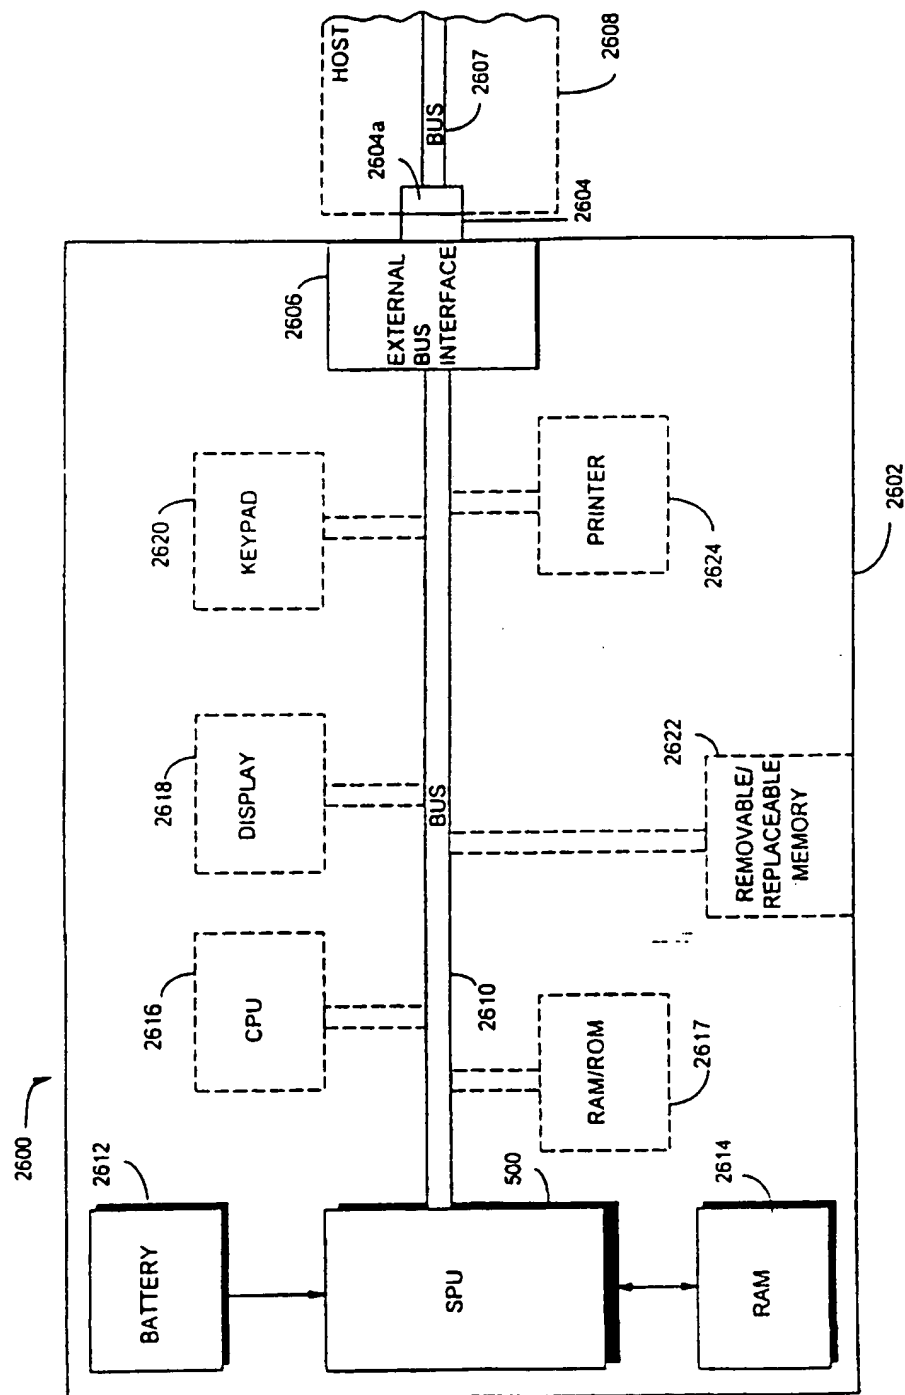 2600
BATTERY
2612
SPU
500
RAM
2614
CPU
2616
RAM/ROM
2617
BUS
2610
DISPLAY
2618
REMOVABLE/
REPLACEABLE
MEMORY
2622
KEYPAD
2620
PRINTER
2624
2602
EXTERNAL
BUS
INTERFACE
2606
2604
2604a
HOST
BUS
2607
2608